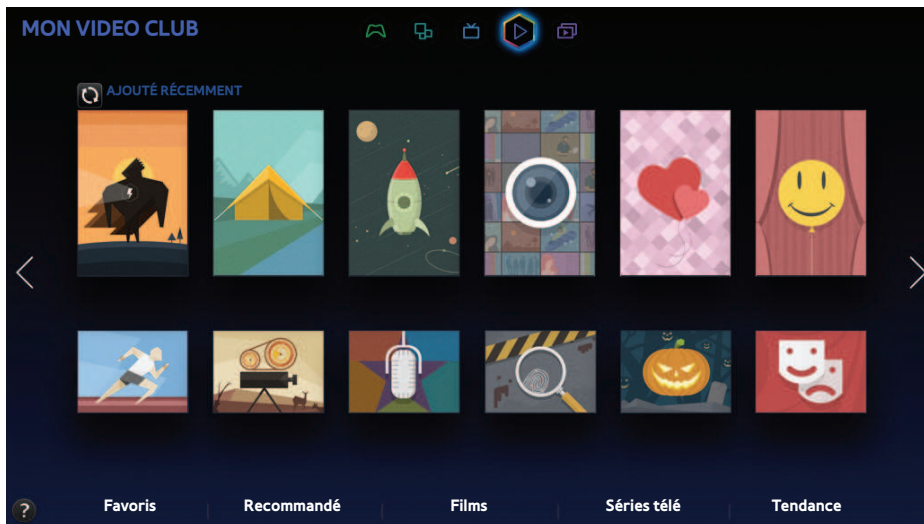 MON VIDEO CLUB
AJOUTÉ RÉCEMMENT
?
Favoris Recommandé Films Séries télé Tendance